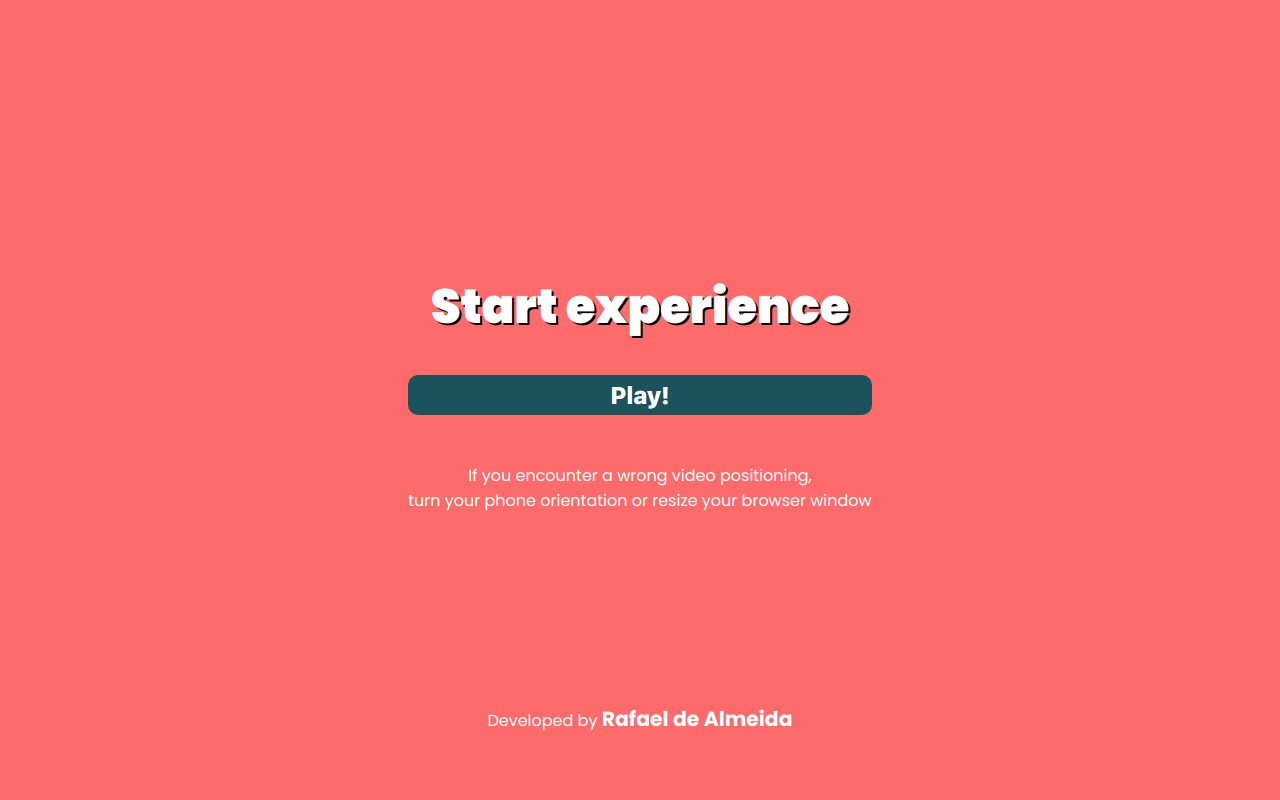 Start experience
Play!
If you encounter a wrong video positioning,
turn your phone orientation or resize your browser window
Developed by Rafael de Almeida